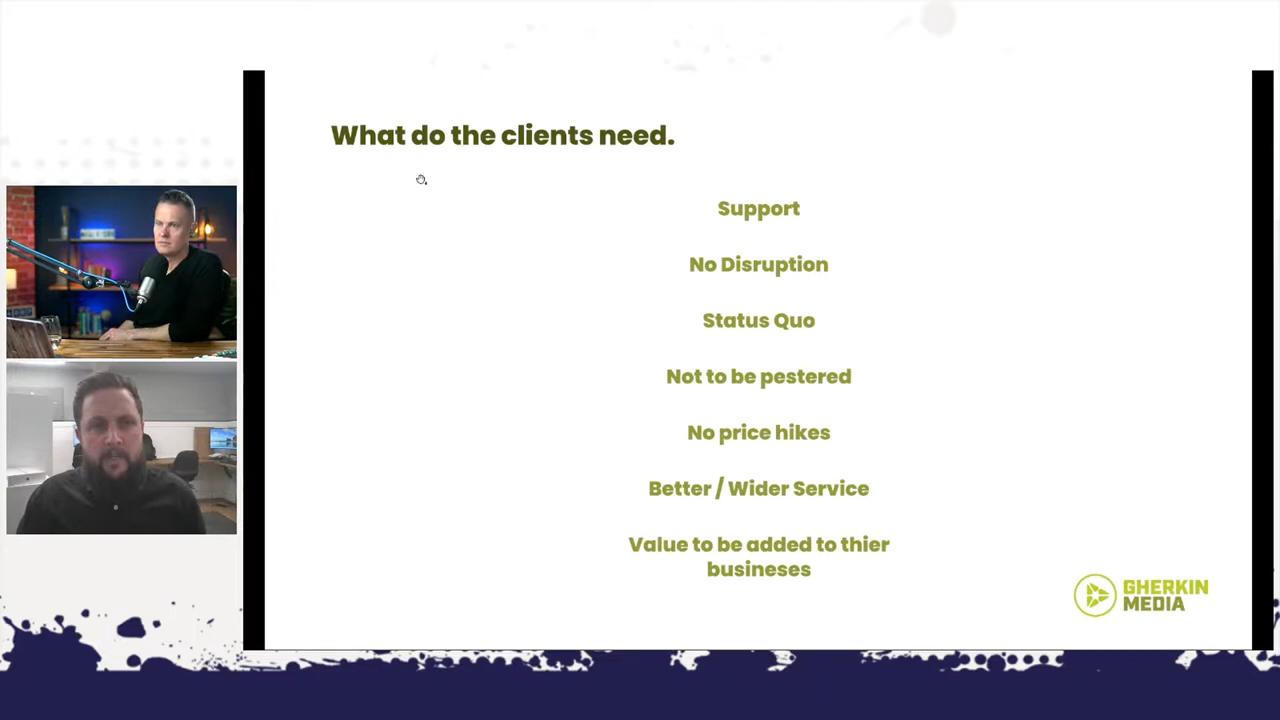 What do the clients need.
Support
No Disruption
Status Quo
Not to be pestered
No price hikes
Better / Wider Service
Value to be added to thier
busineses
GHERKIN
MEDIA